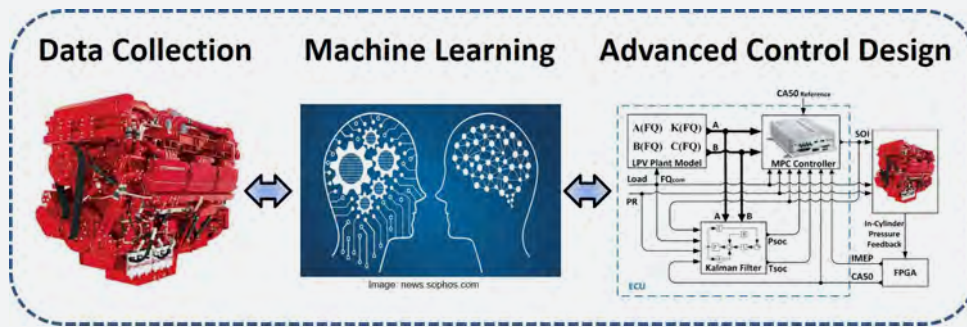 Data Collection
Machine Learning
Advanced Control Design
Image: news.sophos.com
CA50 Reference
A(FQ) K(FQ)
B(FQ) C(FQ)
LPV Plant Model
A
B
MPC Controller
SOI
Load
FQ
PR
A
B
Kalman Filter
Psoc
Tsoc
In-Cylinder
Pressure
Feedback
IMEP
CA50
FPGA
ECU